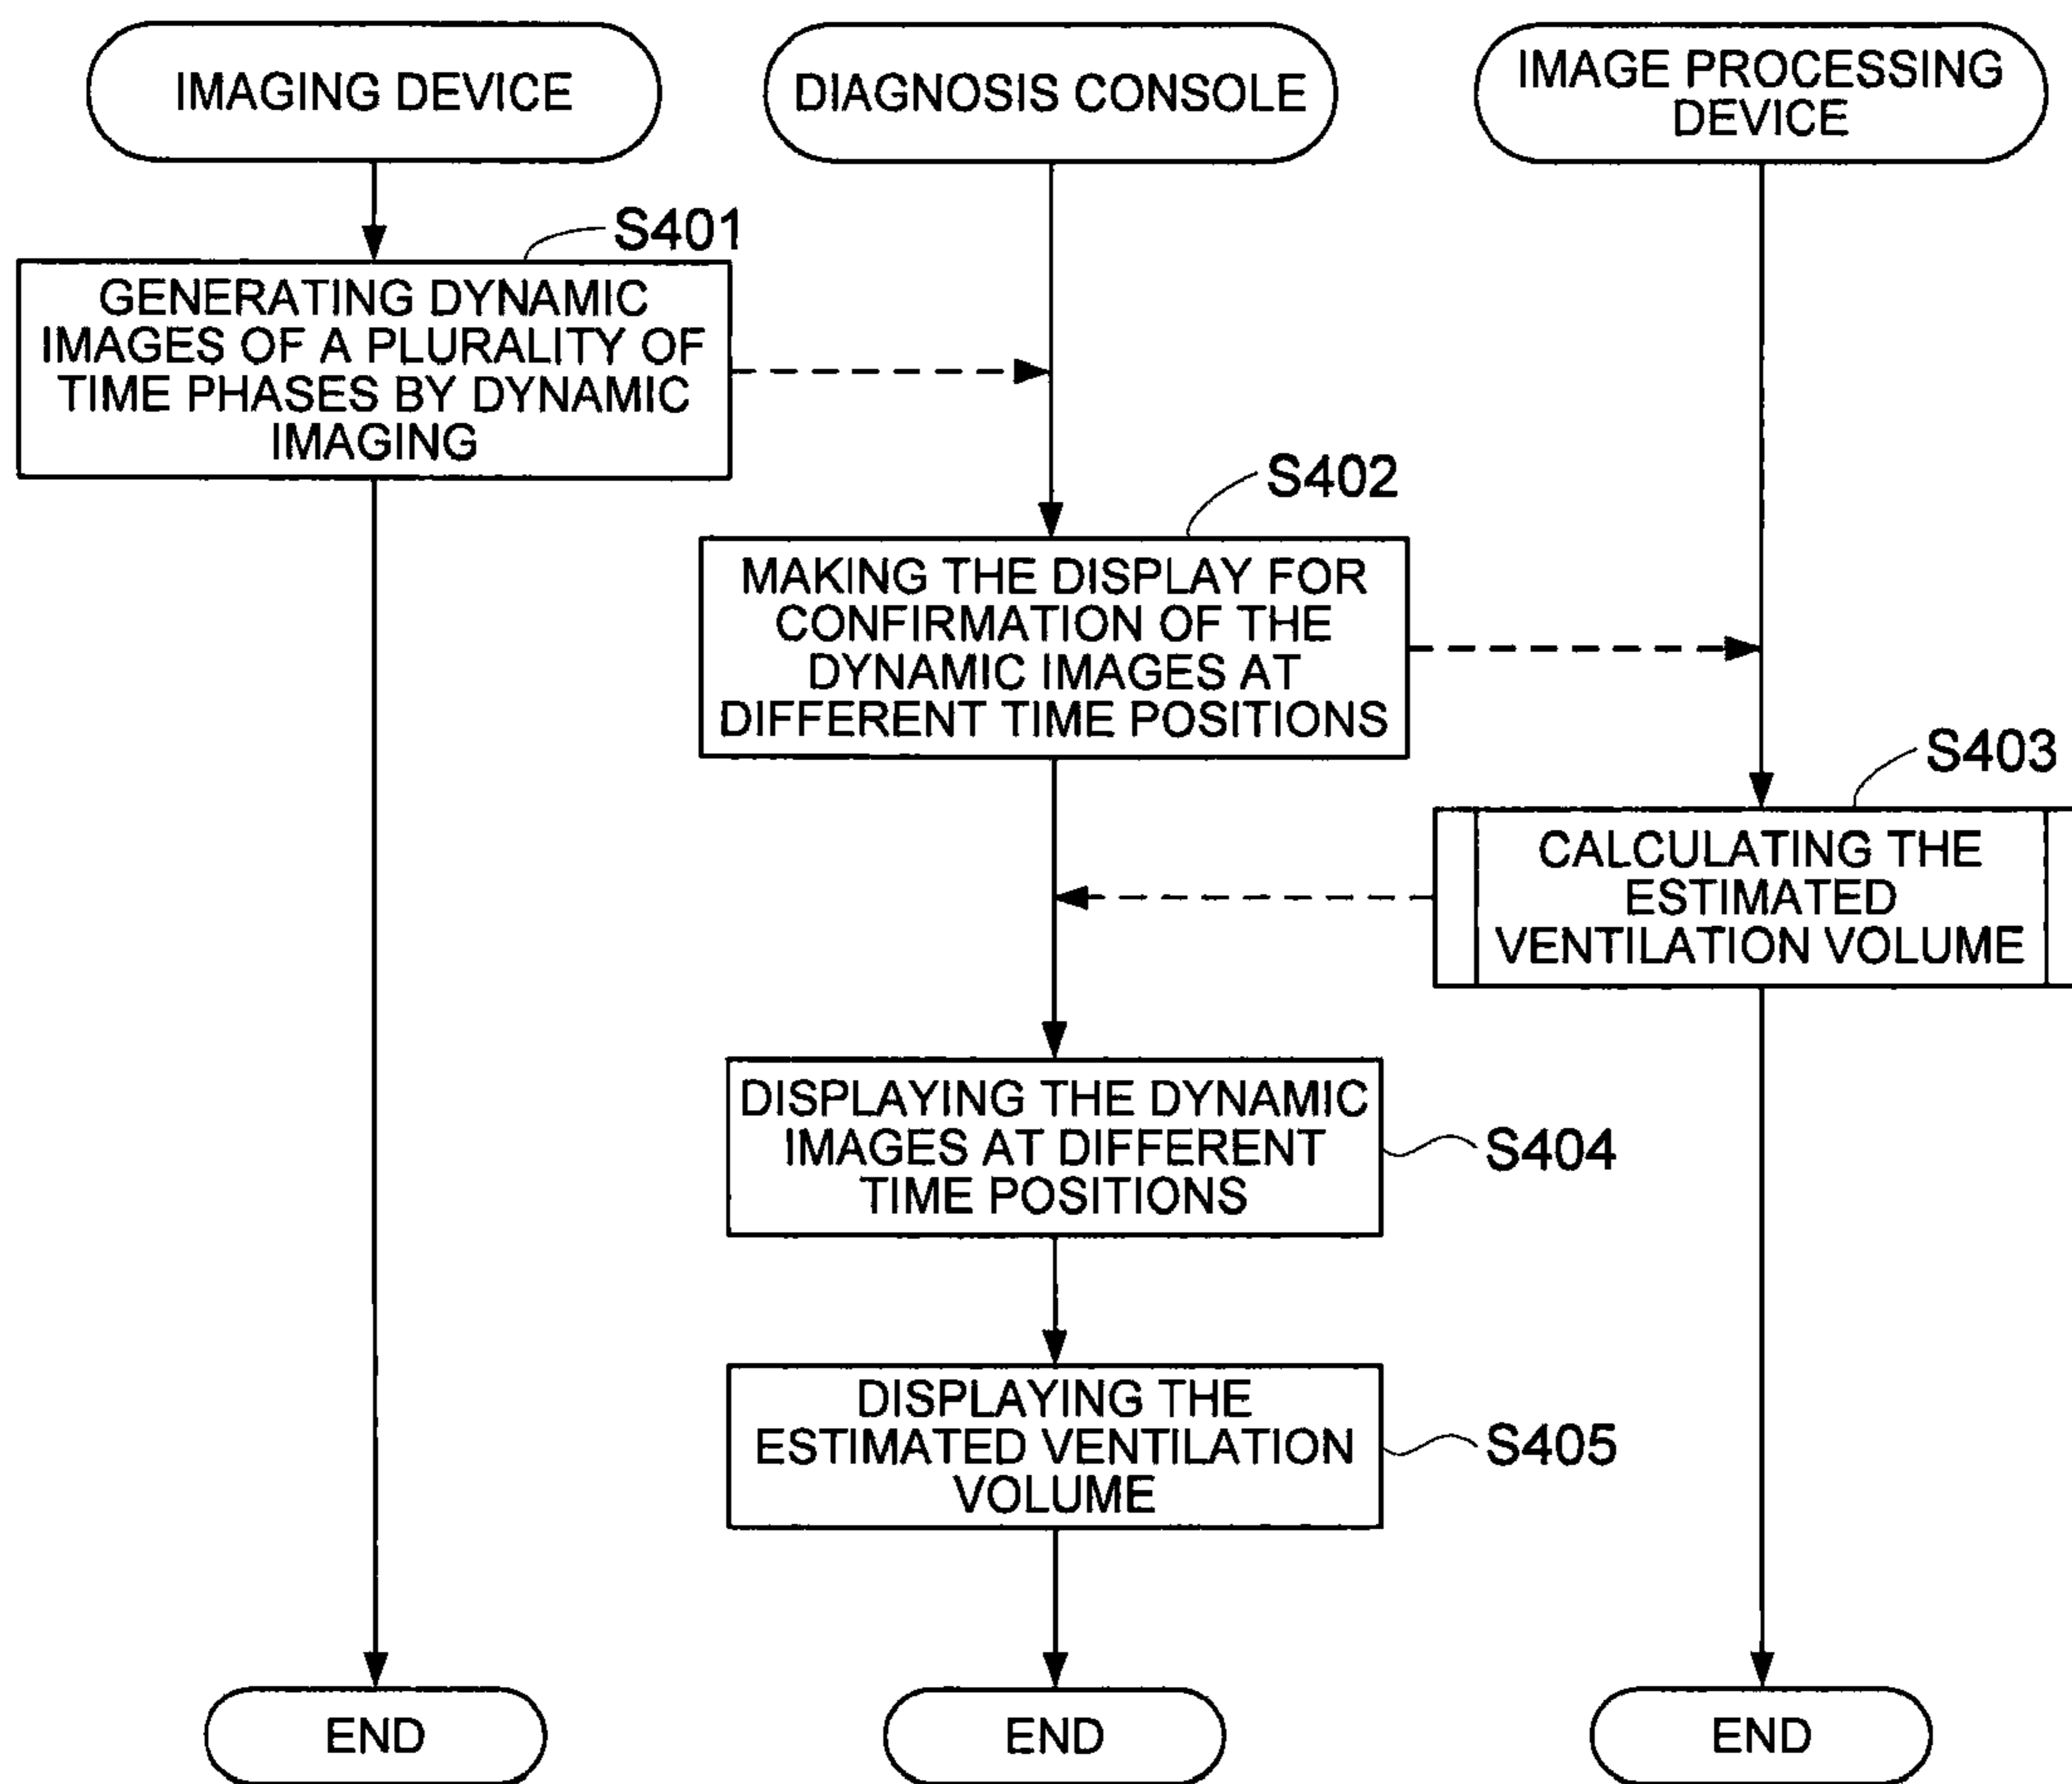 IMAGING DEVICE
DIAGNOSIS CONSOLE
IMAGE PROCESSING
DEVICE
S401
GENERATING DYNAMIC
IMAGES OF A PLURALITY OF
TIME PHASES BY DYNAMIC
IMAGING
S402
MAKING THE DISPLAY FOR
CONFIRMATION OF THE
DYNAMIC IMAGES AT
DIFFERENT TIME POSITIONS
S403
CALCULATING THE
ESTIMATED
VENTILATION VOLUME
DISPLAYING THE DYNAMIC
IMAGES AT DIFFERENT
TIME POSITIONS
S404
DISPLAYING THE
ESTIMATED VENTILATION
VOLUME
S405
END
END
END